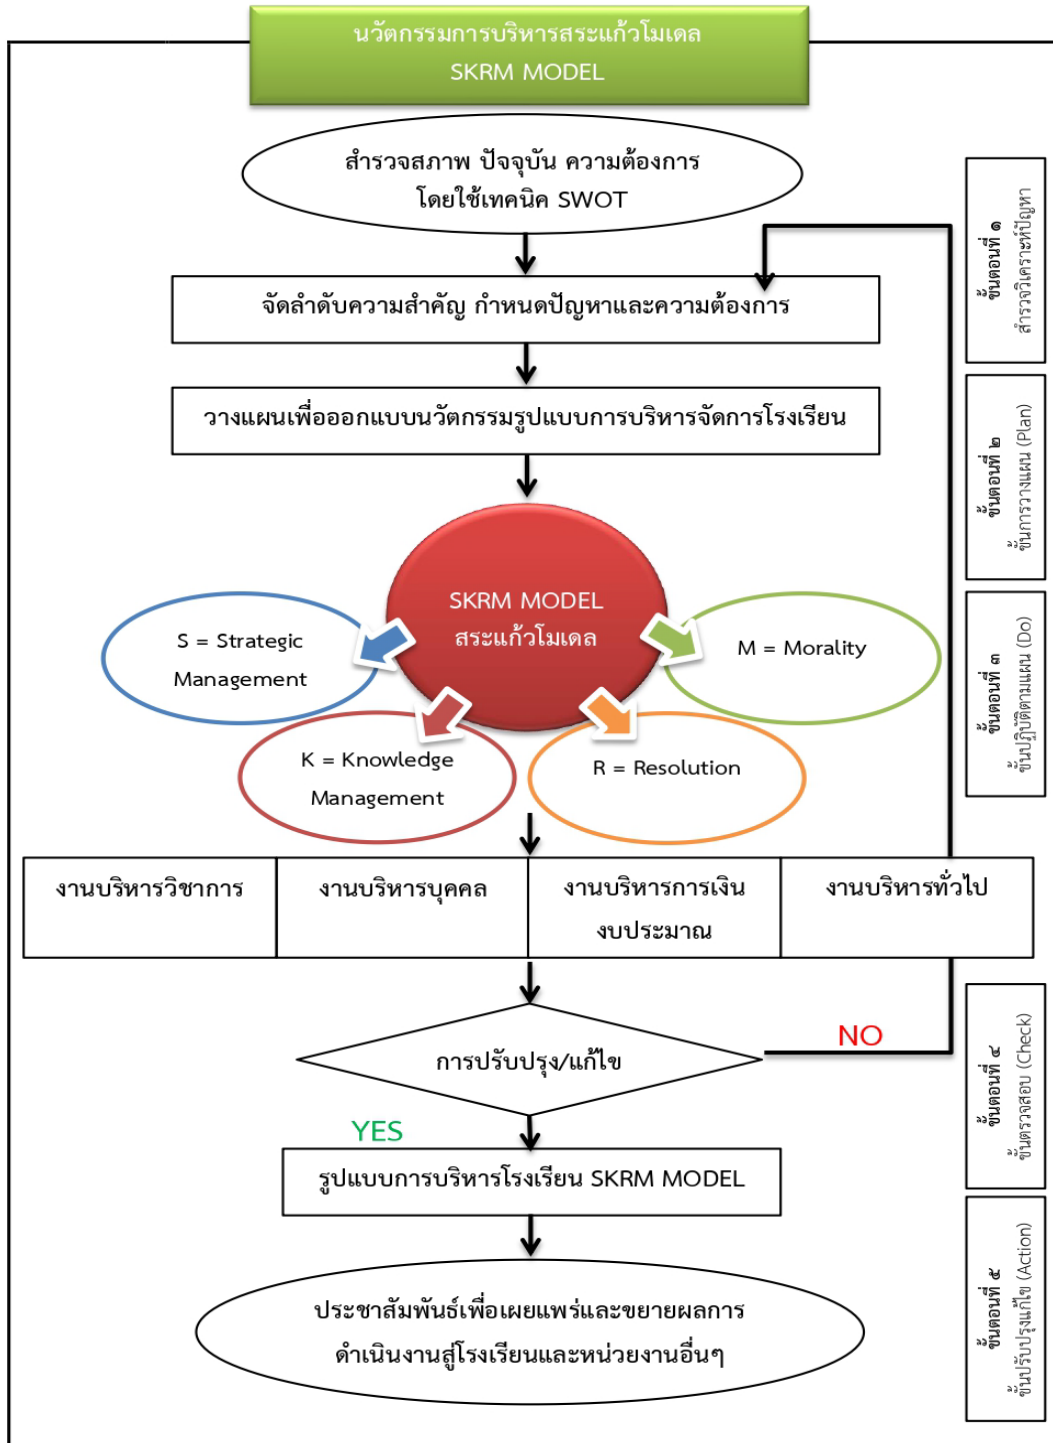 นวัตกรรมการบริหารสระแก้วโมเดล
SKRM MODEL
สำรวจสภาพ ปัจจุบัน ความต้องการ
โดยใช้เทคนิค SWOT
จัดลำดับความสำคัญ กำหนดปัญหาและความต้องการ
วางแผนเพื่อออกแบบนวัตกรรมรูปแบบการบริหารจัดการโรงเรียน
SKRM MODEL
สระแก้วโมเดล
S = Strategic
Management
K = Knowledge
Management
R = Resolution
M = Morality
งานบริหารวิชาการ
งานบริหารบุคคล
งานบริหารการเงิน
งบประมาณ
งานบริหารทั่วไป
การปรับปรุง/แก้ไข
NO
YES
รูปแบบการบริหารโรงเรียน SKRM MODEL
ประชาสัมพันธ์เพื่อเผยแพร่และขยายผลการ
ดำเนินงานสู่โรงเรียนและหน่วยงานอื่นๆ
ขั้นตอนที่ ๑
สำรวจวิเคราะห์ปัญหา
ขั้นตอนที่ ๒
ขั้นการวางแผน (Plan)
ขั้นตอนที่ ๓
ขั้นปฏิบัติตามแผน (Do)
ขั้นตอนที่ ๔
ขั้นตรวจสอบ (Check)
ขั้นตอนที่ ๕
ขั้นปรับปรุงแก้ไข (Action)